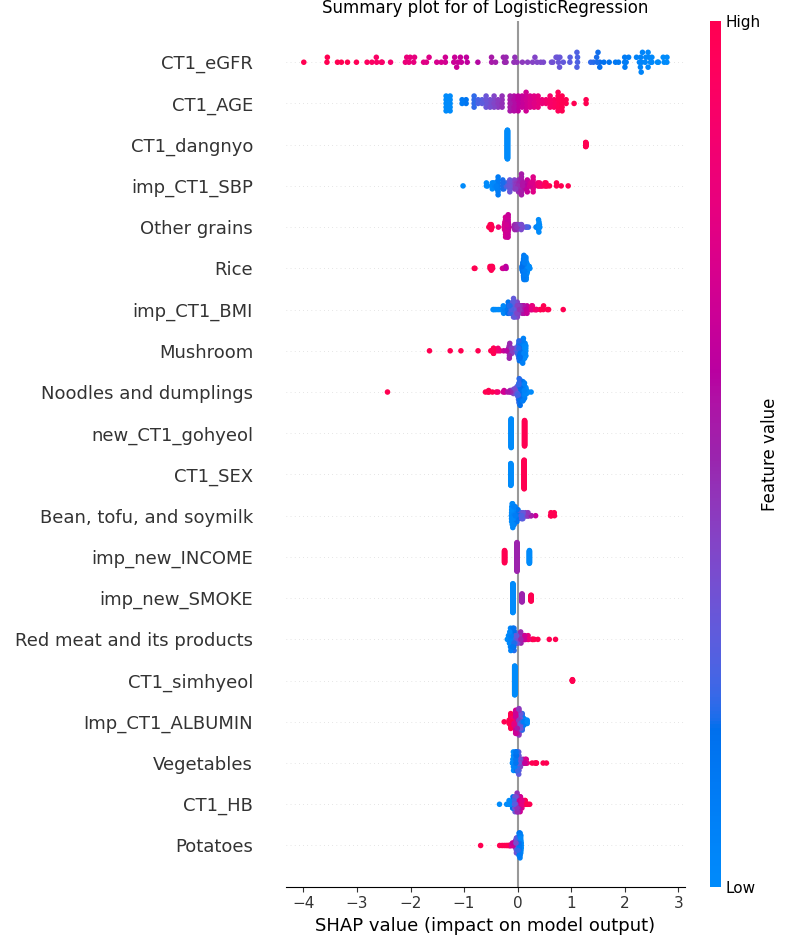 Summary plot for of LogisticRegression
High
CT1_eGFR
CT1_AGE
CT1_dangnyo
imp_CT1_SBP
Other grains
Rice
imp_CT1_BMI
Mushroom
Noodles and dumplings
new_CT1_gohyeol
CT1_SEX
Bean, tofu, and soymilk
imp_new_INCOME
imp_new_SMOKE
Red meat and its products
CT1_simhyeol
Imp_CT1_ALBUMIN
Vegetables
CT1_HB
Potatoes
Feature value
Low
−4 −3 −2 −1 0 1 2 3
SHAP value (impact on model output)